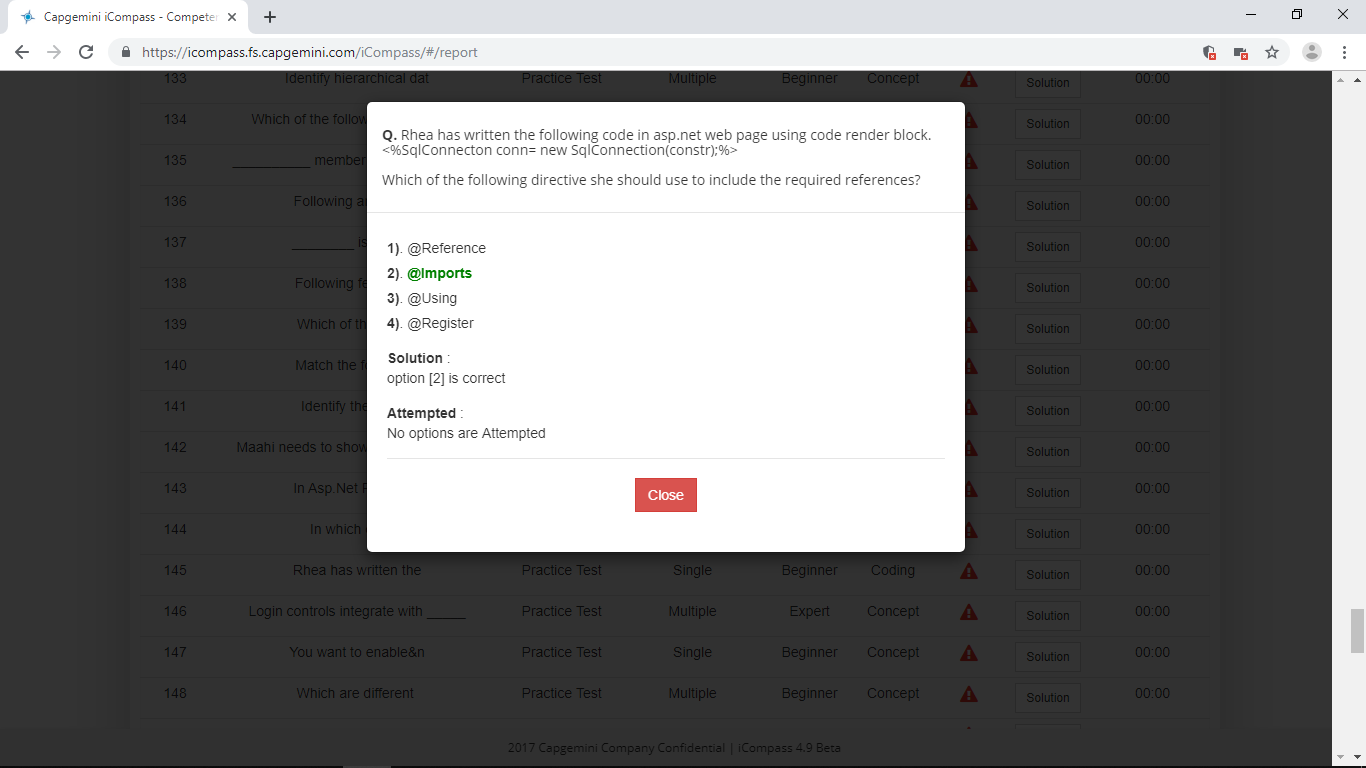 Capgemini iCompass - Competer
https://icompass.fs.capgemini.com/iCompass/#/report
133 Identify hierarchical dat Practice Test Multiple Beginner Concept Solution 00:00
134 Which of the follow Solution 00:00
135 __________ member Solution 00:00
136 Following a Solution 00:00
137 ________ is Solution 00:00
138 Following fe Solution 00:00
139 Which of th Solution 00:00
140 Match the f Solution 00:00
141 Identify the Solution 00:00
142 Maahi needs to show Solution 00:00
143 In Asp.Net Solution 00:00
144 In which Solution 00:00
Q. Rhea has written the following code in asp.net web page using code render block.
<%SqlConnecton conn= new SqlConnection(constr);%>
Which of the following directive she should use to include the required references?
1). @Reference
2). @Imports
3). @Using
4). @Register
Solution :
option [2] is correct
Attempted :
No options are Attempted
Close
145 Rhea has written the Practice Test Single Beginner Coding Solution 00:00
146 Login controls integrate with _____ Practice Test Multiple Expert Concept Solution 00:00
147 You want to enable&n Practice Test Single Beginner Concept Solution 00:00
148 Which are different Practice Test Multiple Beginner Concept Solution 00:00
2017 Capgemini Company Confidential | iCompass 4.9 Beta